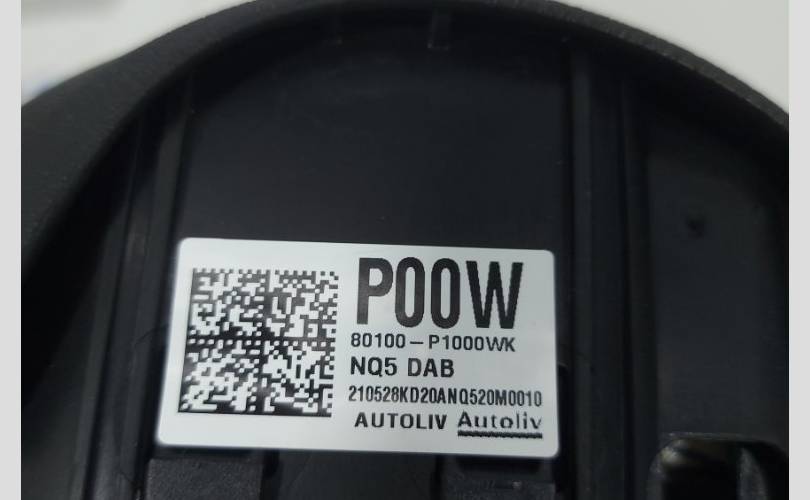 P00W
80100-P1000WK
NQ5 DAB
210528KD20ANQ520M0010
AUTOLIV Autoliv